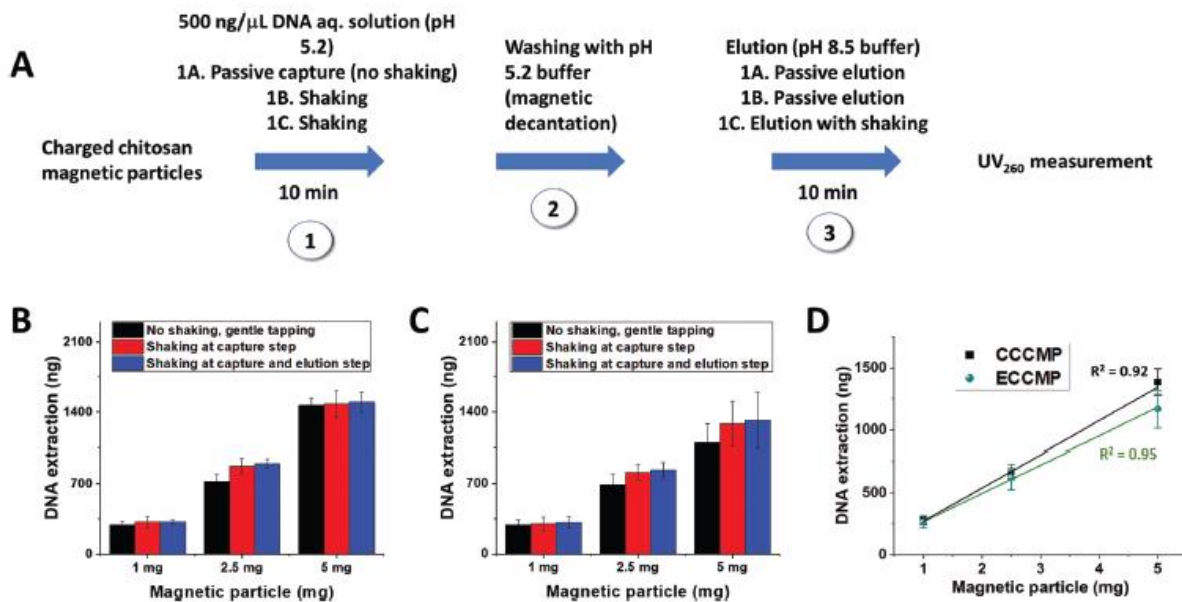 A
500 ng/μL DNA aq. solution (pH
5.2)
1A. Passive capture (no shaking)
1B. Shaking
1C. Shaking
Charged chitosan
magnetic particles
10 min
1
Washing with pH
5.2 buffer
(magnetic
decantation)
2
Elution (pH 8.5 buffer)
1A. Passive elution
1B. Passive elution
1C. Elution with shaking
10 min
3
UV260 measurement
B
No shaking, gentle tapping
Shaking at capture step
Shaking at capture and elution step
DNA extraction (ng)
2100
1400
700
0
1 mg
2.5 mg
5 mg
Magnetic particle (mg)
C
No shaking, gentle tapping
Shaking at capture step
Shaking at capture and elution step
DNA extraction (ng)
2100
1400
700
0
1 mg
2.5 mg
5 mg
Magnetic particle (mg)
D
CCCMP
ECCMP
R² = 0.92
R² = 0.95
DNA extraction (ng)
1500
1000
500
0
1
2
3
4
5
Magnetic particle (mg)